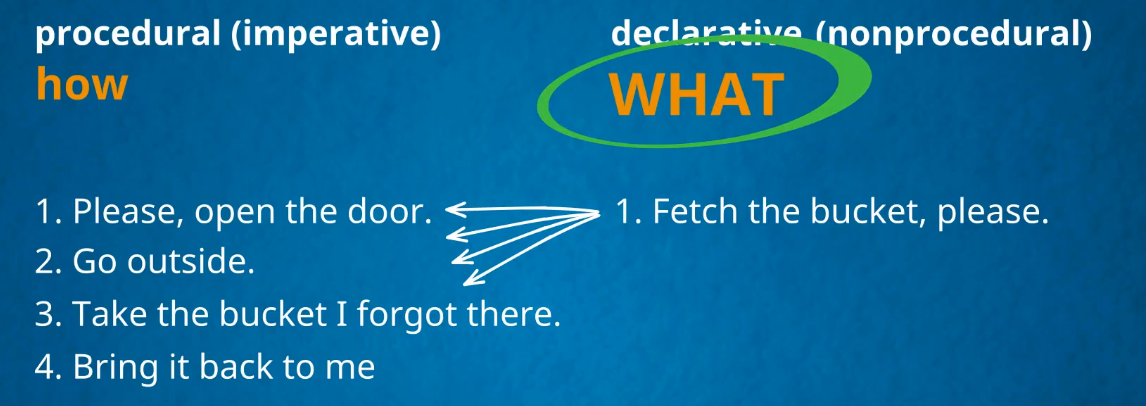 procedural (imperative)
how
1. Please, open the door.
2. Go outside.
3. Take the bucket I forgot there.
4. Bring it back to me
declarative (nonprocedural)
WHAT
1. Fetch the bucket, please.